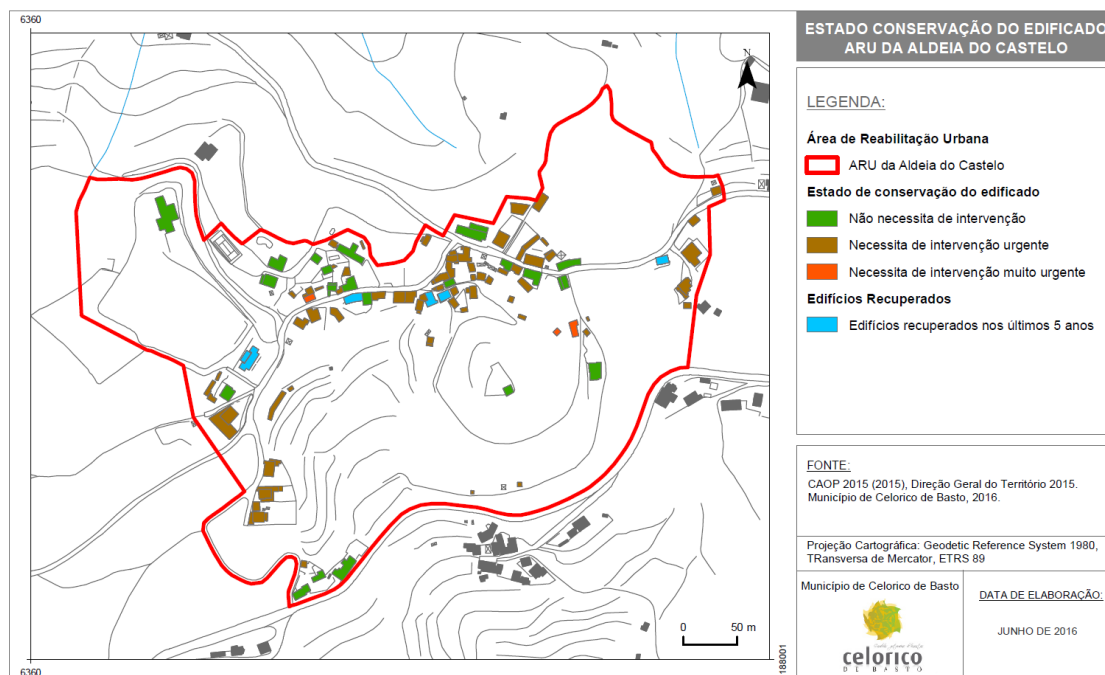 6360
ESTADO CONSERVAÇÃO DO EDIFICADO
ARU DA ALDEIA DO CASTELO
N
LEGENDA:
Área de Reabilitação Urbana
ARU da Aldeia do Castelo
Estado de conservação do edificado
Não necessita de intervenção
Necessita de intervenção urgente
Necessita de intervenção muito urgente
Edifícios Recuperados
Edifícios recuperados nos últimos 5 anos
FONTE:
CAOP 2015 (2015), Direção Geral do Território 2015.
Município de Celorico de Basto, 2016.
Projeção Cartográfica: Geodetic Reference System 1980,
TRansversa de Mercator, ETRS 89
Município de Celorico de Basto
celorico
DE BASTO
DATA DE ELABORAÇÃO:
JUNHO DE 2016
0 50 m
188001
6360